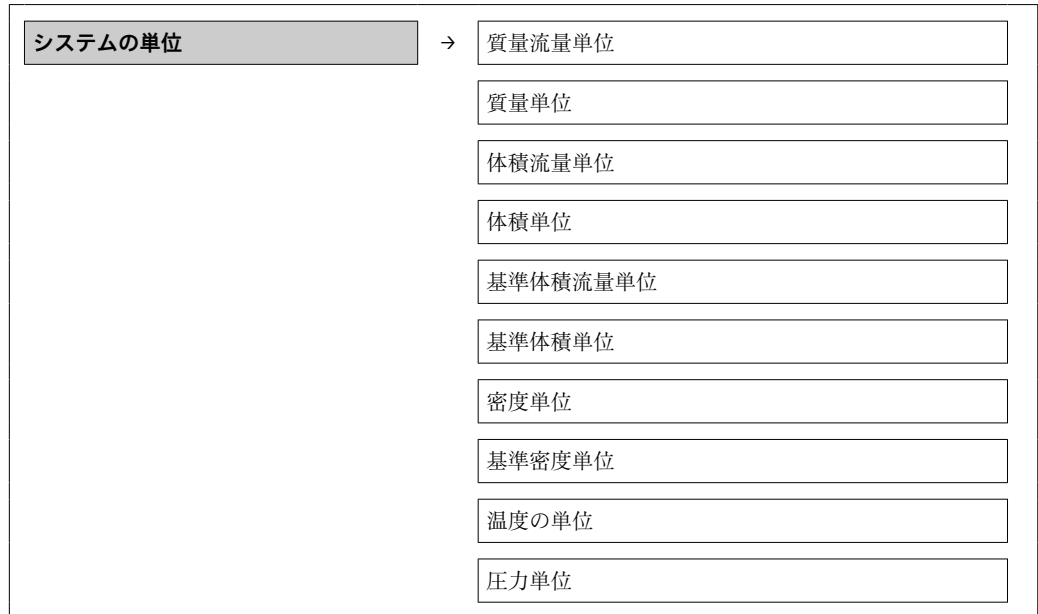 システムの単位 → 質量流量単位
質量単位
体積流量単位
体積単位
基準体積流量単位
基準体積単位
密度単位
基準密度単位
温度の単位
圧力単位